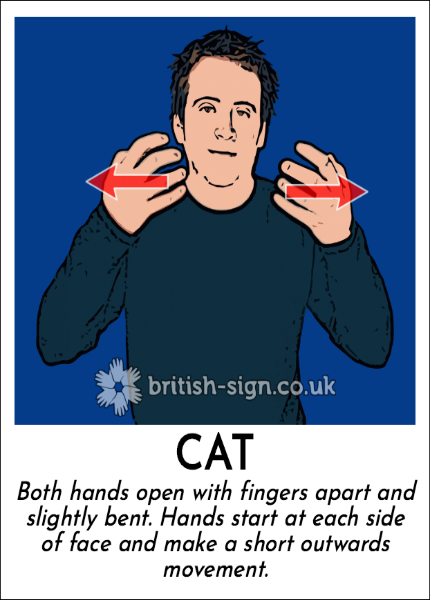 british-sign.co.uk
CAT
Both hands open with fingers apart and
slightly bent. Hands start at each side
of face and make a short outwards
movement.